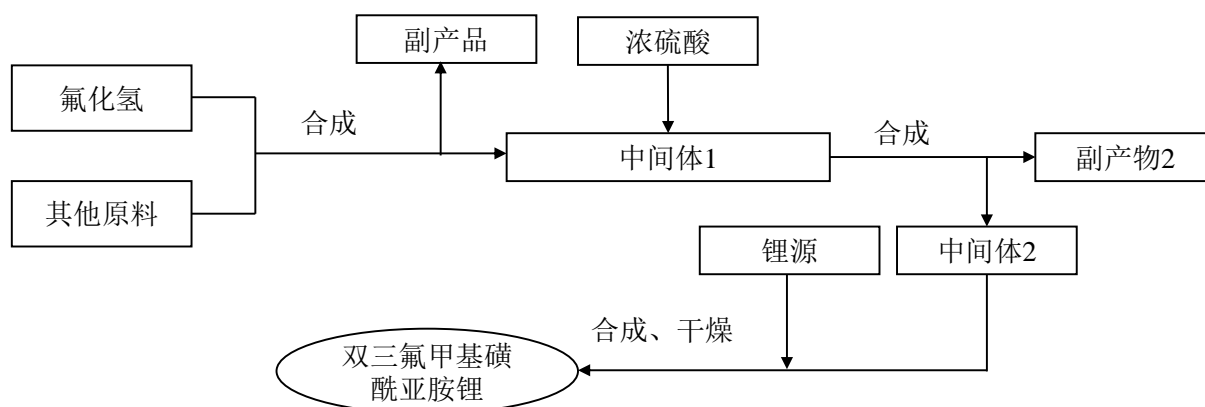 副产品
浓硫酸
氟化氢
合成
合成
中间体1
副产物2
其他原料
锂源
中间体2
合成、干燥
双三氟甲基磺
酰亚胺锂